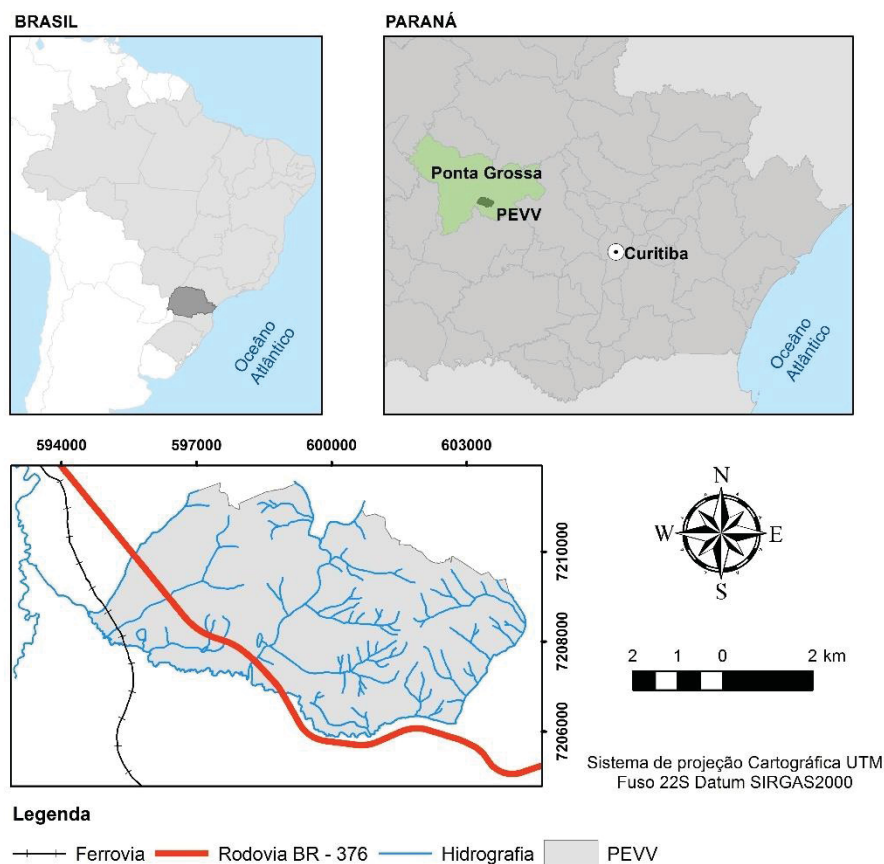 BRASIL
Oceâno
Atlântico
PARANÁ
Ponta Grossa
PEVV
Curitiba
Oceâno
Atlântico
594000 597000 600000 603000
7210000
7208000
7206000
N
W E
S
2 1 0 2 km
Sistema de projeção Cartográfica UTM
Fuso 22S Datum SIRGAS2000
Legenda
Ferrovia Rodovia BR - 376 Hidrografia PEVV